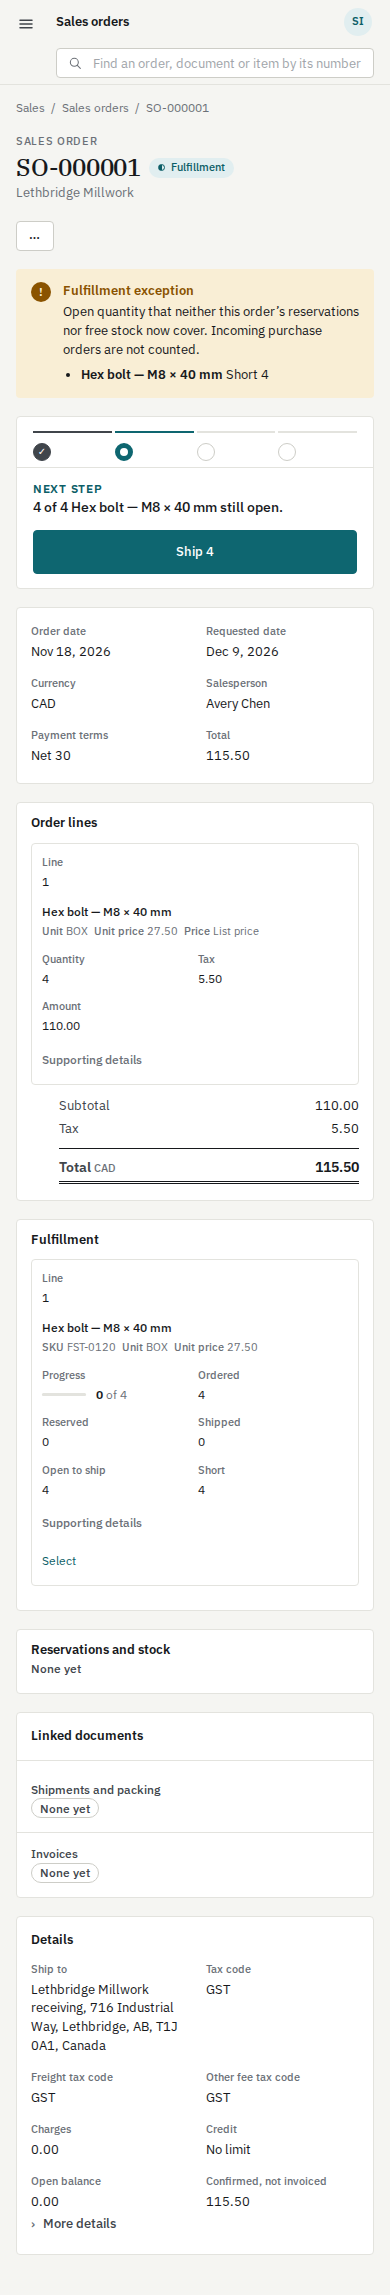 Sales orders
SI
Find an order, document or item by its number
Sales / Sales orders / SO-000001
SALES ORDER
SO-000001 Fulfillment
Lethbridge Millwork
...
Fulfillment exception
Open quantity that neither this order’s reservations
nor free stock now cover. Incoming purchase
orders are not counted.
• Hex bolt — M8 × 40 mm Short 4
NEXT STEP
4 of 4 Hex bolt — M8 × 40 mm still open.
Ship 4
Order date Requested date
Nov 18, 2026 Dec 9, 2026
Currency Salesperson
CAD Avery Chen
Payment terms Total
Net 30 115.50
Order lines
Line
1
Hex bolt — M8 × 40 mm
Unit BOX Unit price 27.50 Price List price
Quantity Tax
4 5.50
Amount
110.00
Supporting details
Subtotal 110.00
Tax 5.50
Total CAD 115.50
Fulfillment
Line
1
Hex bolt — M8 × 40 mm
SKU FST-0120 Unit BOX Unit price 27.50
Progress Ordered
0 of 4 4
Reserved Shipped
0 0
Open to ship Short
4 4
Supporting details
Select
Reservations and stock
None yet
Linked documents
Shipments and packing
None yet
Invoices
None yet
Details
Ship to Tax code
Lethbridge Millwork GST
receiving, 716 Industrial
Way, Lethbridge, AB, T1J
0A1, Canada
Freight tax code Other fee tax code
GST GST
Charges Credit
0.00 No limit
Open balance Confirmed, not invoiced
0.00 115.50
› More details